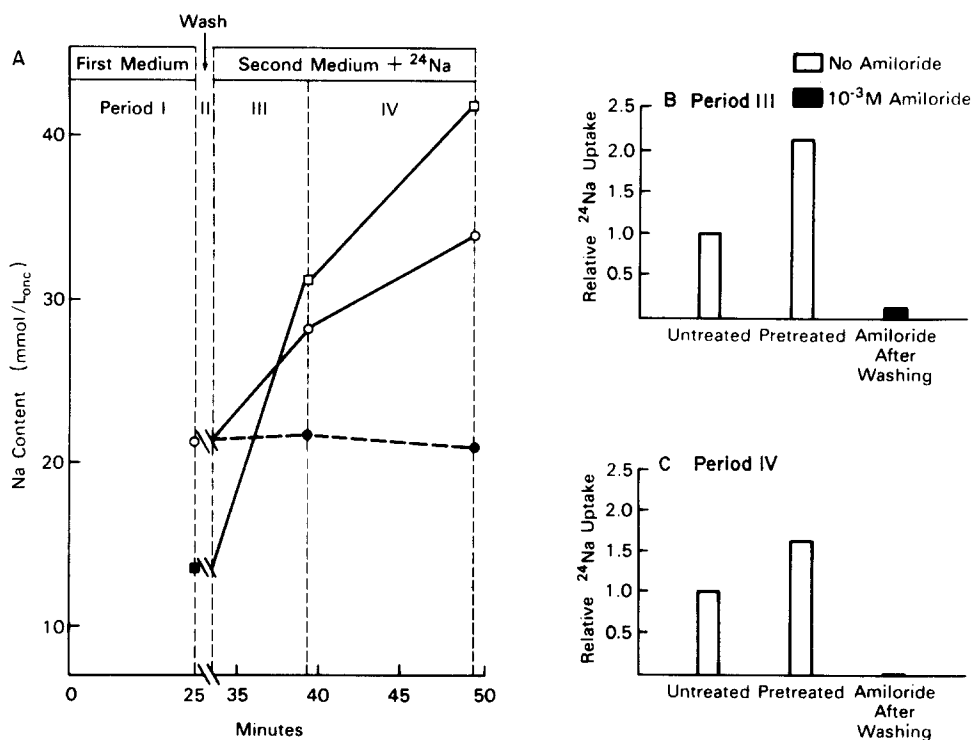 Wash
A
First Medium
Second Medium + ²⁴Na
Period I
II
III
IV
Na Content (mmol/L_onc)
40
30
20
10
0
25
35
40
45
50
Minutes
No Amiloride
10⁻³M Amiloride
B Period III
Relative ²⁴Na Uptake
2.5
2.0
1.5
1.0
0.5
Untreated
Pretreated
Amiloride
After
Washing
C Period IV
Relative ²⁴Na Uptake
2.5
2.0
1.5
1.0
0.5
Untreated
Pretreated
Amiloride
After
Washing